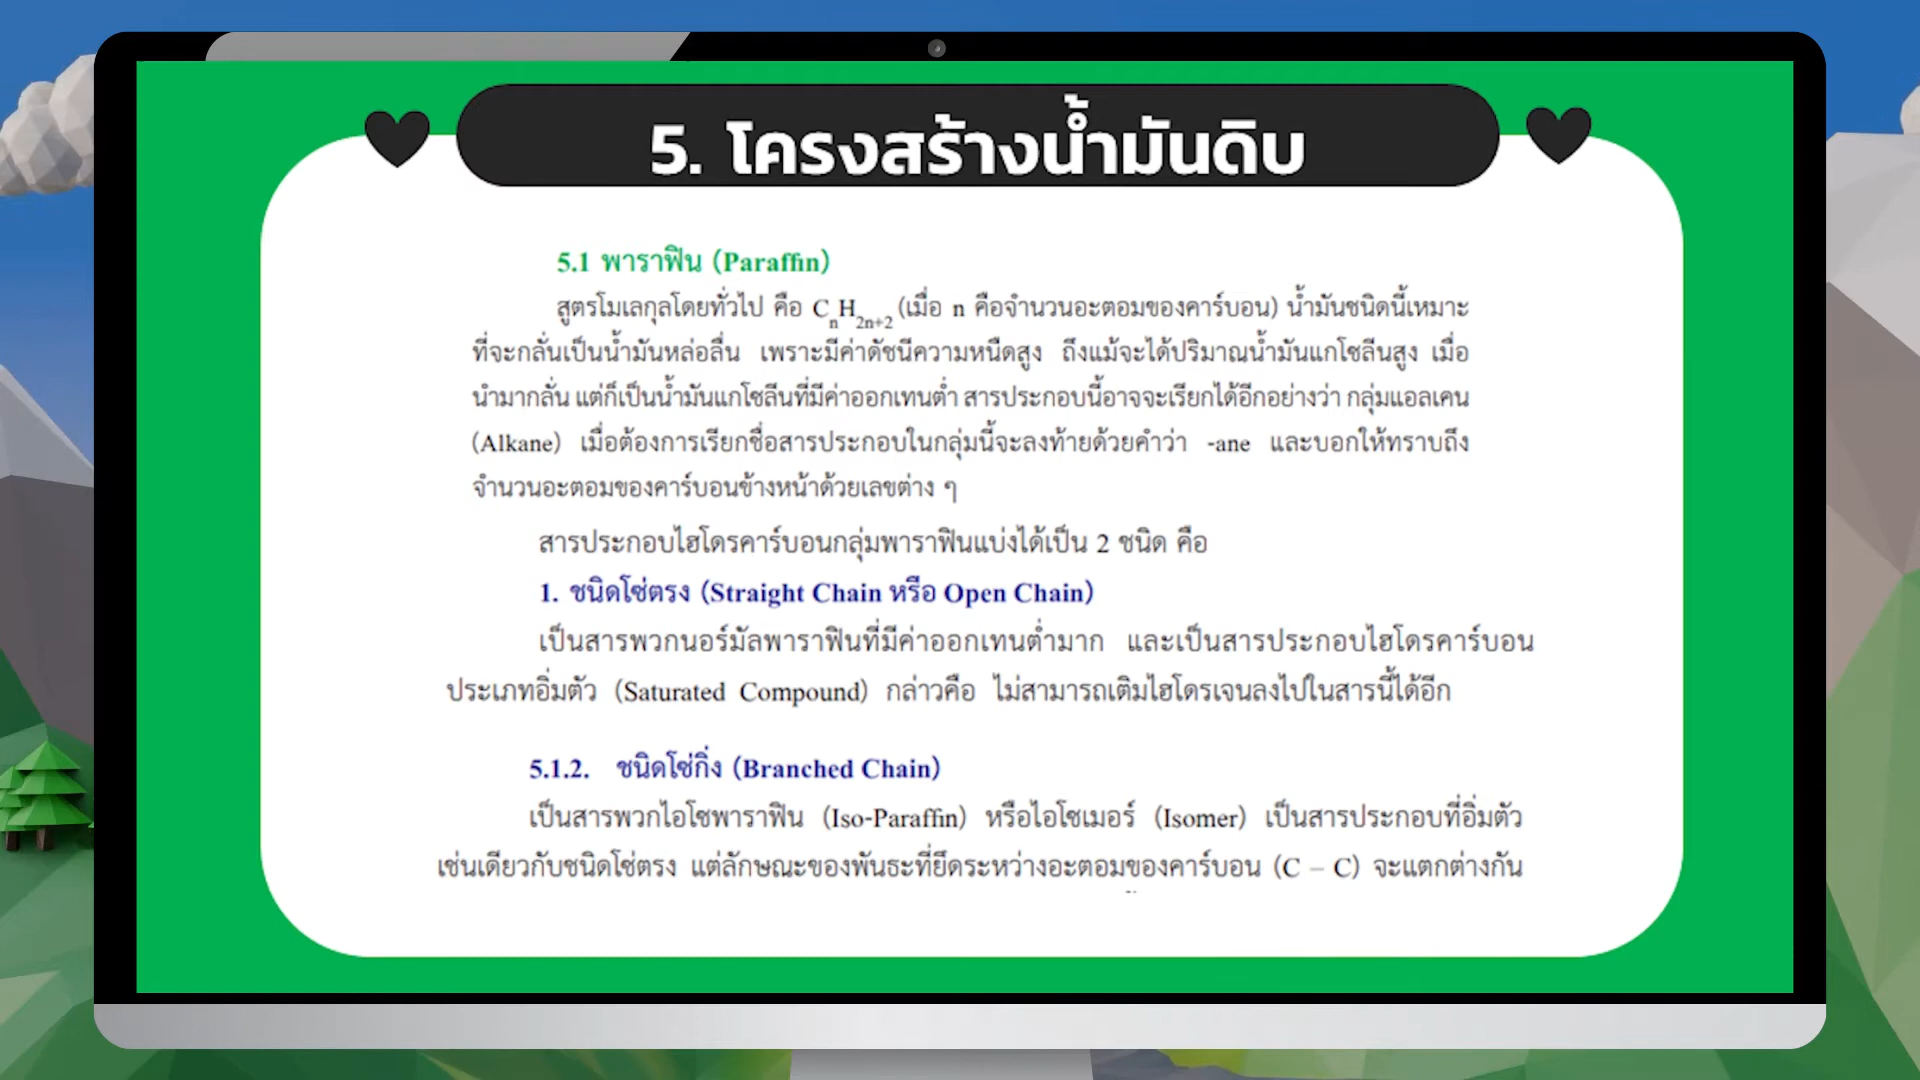 5. โครงสร้างน้ำมันดิบ
5.1 พาราฟิน (Paraffin)
สูตรโมเลกุลโดยทั่วไป คือ CnH2n+2 (เมื่อ n คือจำนวนอะตอมของคาร์บอน) น้ำมันชนิดนี้เหมาะ
ที่จะกลั่นเป็นน้ำมันหล่อลื่น เพราะมีค่าดัชนีความหนืดสูง ถึงแม้จะได้ปริมาณน้ำมันแกโซลีนสูง เมื่อ
นำมากลั่น แต่ก็เป็นน้ำมันแกโซลีนที่มีค่าออกเทนต่ำ สารประกอบนี้อาจจะเรียกได้อีกอย่างว่า กลุ่มแอลเคน
(Alkane) เมื่อต้องการเรียกชื่อสารประกอบในกลุ่มนี้จะลงท้ายด้วยคำว่า -ane และบอกให้ทราบถึง
จำนวนอะตอมของคาร์บอนข้างหน้าด้วยเลขต่าง ๆ
สารประกอบไฮโดรคาร์บอนกลุ่มพาราฟินแบ่งได้เป็น 2 ชนิด คือ
1. ชนิดโซ่ตรง (Straight Chain หรือ Open Chain)
เป็นสารพวกนอร์มัลพาราฟินที่มีค่าออกเทนต่ำมาก และเป็นสารประกอบไฮโดรคาร์บอน
ประเภทอิ่มตัว (Saturated Compound) กล่าวคือ ไม่สามารถเติมไฮโดรเจนลงไปในสารนี้ได้อีก
5.1.2. ชนิดโซ่กิ่ง (Branched Chain)
เป็นสารพวกไอโซพาราฟิน (Iso-Paraffin) หรือไอโซเมอร์ (Isomer) เป็นสารประกอบที่อิ่มตัว
เช่นเดียวกับชนิดโซ่ตรง แต่ลักษณะของพันธะที่ยึดระหว่างอะตอมของคาร์บอน (C – C) จะแตกต่างกัน